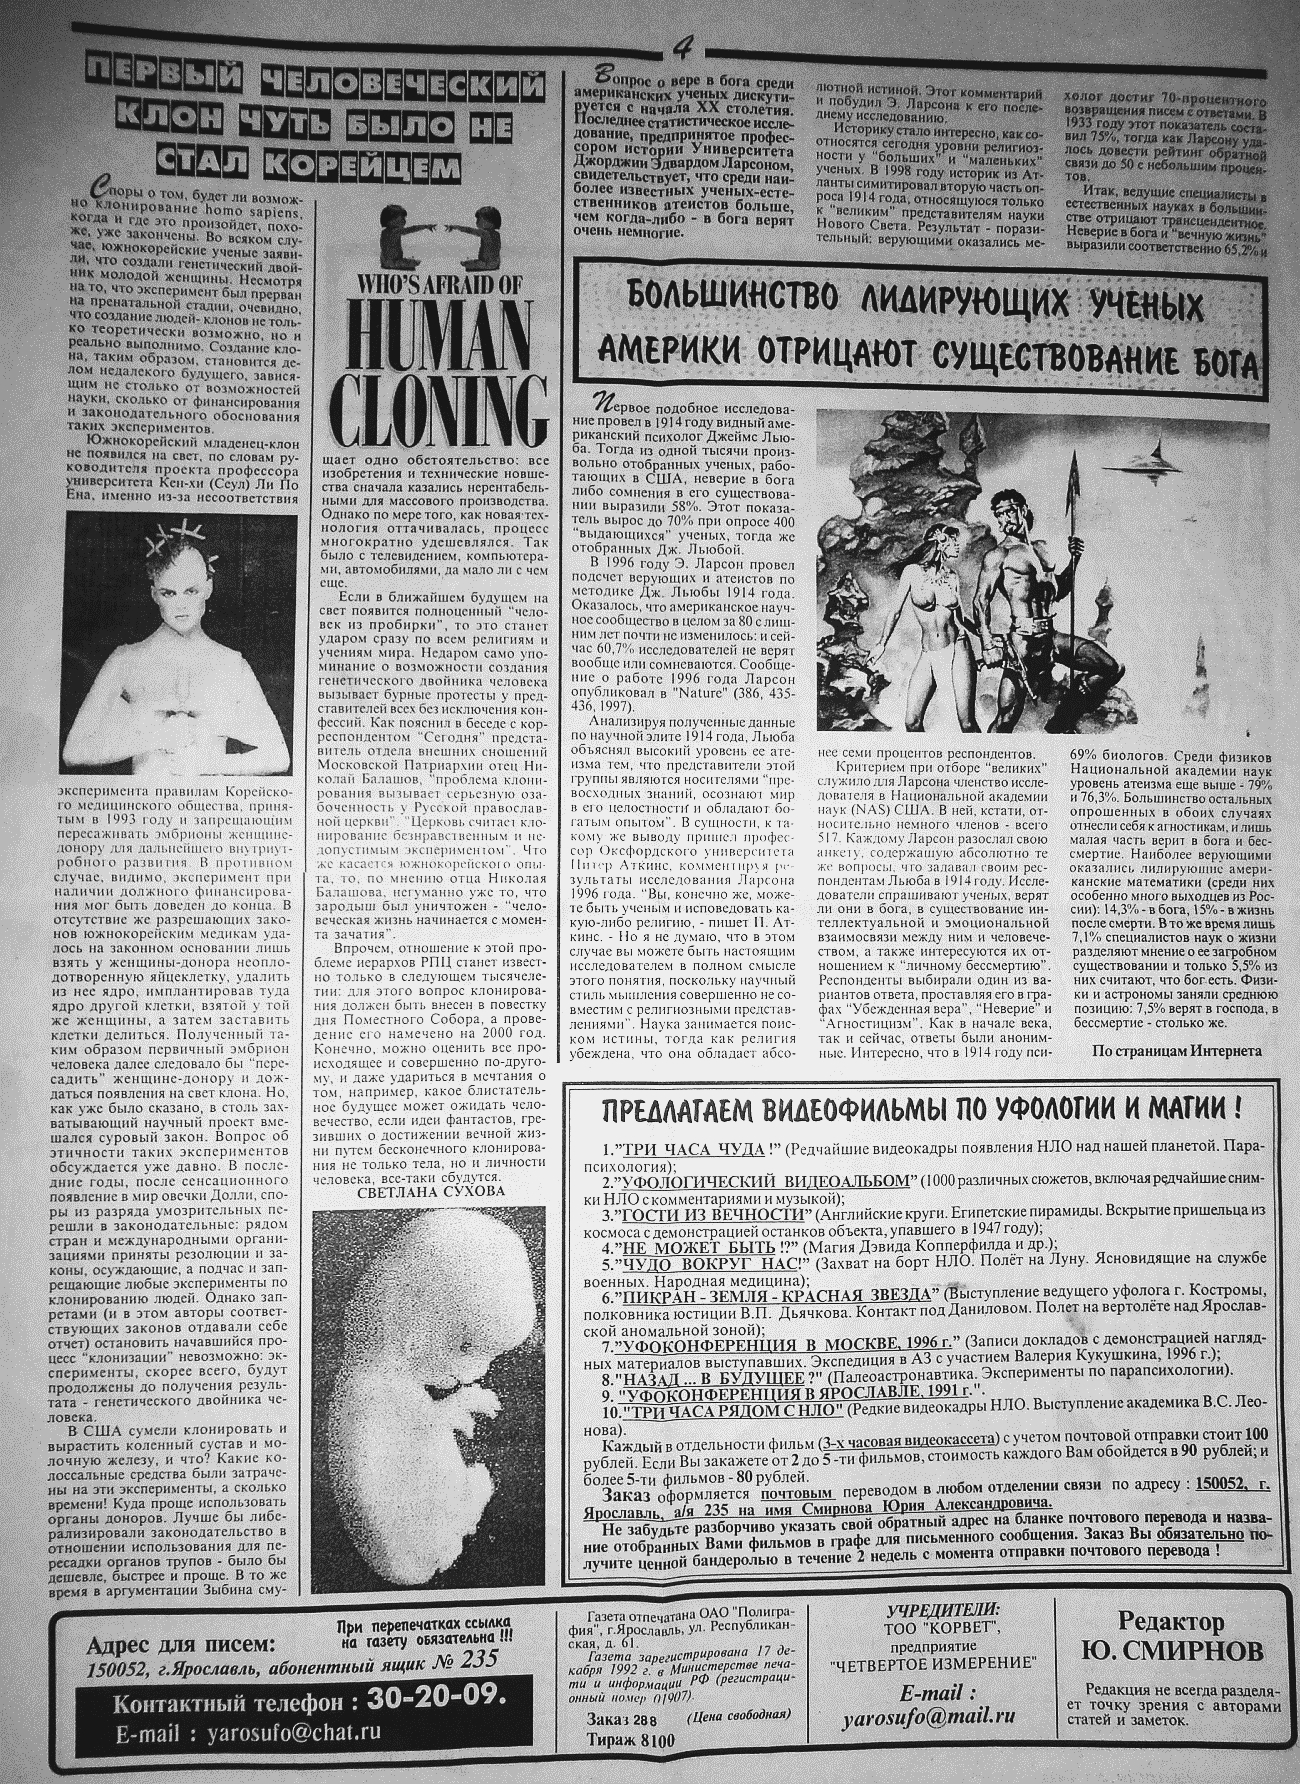 4
ПЕРВЫЙ ЧЕЛОВЕЧЕСКИЙ
КЛОН ЧУТЬ БЫЛО НЕ
СТАЛ КОРЕЙЦЕМ
Споры о том, будет ли возмож-
но клонирование homo sapiens,
когда и где это произойдет, похо-
же, уже закончены. Во всяком слу-
чае, южнокорейские ученые заяви-
ли, что создали генетический двой-
ник молодой женщины. Несмотря
на то, что эксперимент был прерван
на пренатальной стадии, очевидно,
что создание людей- клонов не толь-
ко теоретически возможно, но и
реально выполнимо. Создание кло-
на, таким образом, становится де-
лом недалекого будущего, завися-
щим не столько от возможностей
науки, сколько от финансирования
и законодательного обоснования
таких экспериментов.
Южнокорейский младенец-клон
не появился на свет, по словам ру-
ководителя проекта профессора
университета Кен-хи (Сеул) Ли По
Ена, именно из-за несоответствия
эксперимента правилам Корейско-
го медицинского общества, приня-
тым в 1993 году и запрещающим
пересаживать эмбрионы женщине-
донору для дальнейшего внутриут-
робного развития. В противном
случае, видимо, эксперимент при
наличии должного финансирова-
ния мог быть доведен до конца. В
отсутствие же разрешающих зако-
нов южнокорейским медикам уда-
лось на законном основании лишь
взять у женщины-донора неопло-
дотворенную яйцеклетку, удалить
из нее ядро, имплантировав туда
ядро другой клетки, взятой у той
же женщины, а затем заставить
клетки делиться. Полученный та-
ким образом первичный эмбрион
человека далее следовало бы "пере-
садить" женщине-донору и дож-
даться появления на свет клона. Но,
как уже было сказано, в столь зах-
ватывающий научный проект вме-
шался суровый закон. Вопрос об
этичности таких экспериментов
обсуждается уже давно. В после-
дние годы, после сенсационного
появление в мир овечки Долли, спо-
ры из разряда умозрительных пе-
решли в законодательные: рядом
стран и международными органи-
зациями приняты резолюции и за-
коны, осуждающие, а подчас и зап-
рещающие любые эксперименты по
клонированию людей. Однако зап-
ретами (и в этом авторы соответ-
ствующих законов отдавали себе
отчет) остановить начавшийся про-
цесс "клонизации" невозможно: эк-
сперименты, скорее всего, будут
продолжены до получения резуль-
тата - генетического двойника че-
ловека.
В США сумели клонировать и
вырастить коленный сустав и мо-
лочную железу, и что? Какие ко-
лоссальные средства были затраче-
ны на эти эксперименты, а сколько
времени! Куда проще использовать
органы доноров. Лучше бы либе-
рализировали законодательство в
отношении использования для пе-
ресадки органов трупов - было бы
дешевле, быстрее и проще. В то же
время в аргументации Зыбина сму-
WHO'S AFRAID OF
HUMAN
CLONING
щает одно обстоятельство: все
изобретения и технические новше-
ства сначала казались нерентабель-
ными для массового производства.
Однако по мере того, как новая тех-
нология оттачивалась, процесс
многократно удешевлялся. Так
было с телевидением, компьютера-
ми, автомобилями, да мало ли с чем
еще.
Если в ближайшем будущем на
свет появится полноценный "чело-
век из пробирки", то это станет
ударом сразу по всем религиям и
учениям мира. Недаром само упо-
минание о возможности создания
генетического двойника человека
вызывает бурные протесты у пред-
ставителей всех без исключения кон-
фессий. Как пояснил в беседе с кор-
респондентом "Сегодня" предста-
витель отдела внешних сношений
Московской Патриархии отец Ни-
колай Балашов, "проблема клони-
рования вызывает серьезную оза-
боченность у Русской православ-
ной церкви". "Церковь считает кло-
нирование безнравственным и не-
допустимым экспериментом". Что
же касается южнокорейского опы-
та, то, по мнению отца Николая
Балашова, негуманно уже то, что
зародыш был уничтожен - "чело-
веческая жизнь начинается с момен-
та зачатия".
Впрочем, отношение к этой про-
блеме иерархов РПЦ станет извест-
но только в следующем тысячеле-
тии: для этого вопрос клонирова-
ния должен быть внесен в повестку
дня Поместного Собора, а прове-
дение его намечено на 2000 год.
Конечно, можно оценить все про-
исходящее и совершенно по-друго-
му, и даже удариться в мечтания о
том, например, какое блистатель-
ное будущее может ожидать чело-
вечество, если идеи фантастов, гре-
зивших о достижении вечной жиз-
ни путем бесконечного клонирова-
ния не только тела, но и личности
человека, все-таки сбудутся.
СВЕТЛАНА СУХОВА
Вопрос о вере в бога среди
американских ученых дискути-
руется с начала XX столетия.
Последнее статистическое иссле-
дование, предпринятое профес-
сором истории Университета
Джорджии Эдвардом Ларсоном,
свидетельствует, что среди наи-
более известных ученых-есте-
ственников атеистов больше,
чем когда-либо - в бога верят
очень немногие.
БОЛЬШИНСТВО ЛИДИРУЮЩИХ УЧЕНЫХ
АМЕРИКИ ОТРИЦАЮТ СУЩЕСТВОВАНИЕ БОГА
Первое подобное исследова-
ние провел в 1914 году видный аме-
риканский психолог Джеймс Лью-
ба. Тогда из одной тысячи произ-
вольно отобранных ученых, рабо-
тающих в США, неверие в бога
либо сомнения в его существова-
нии выразили 58%. Этот показа-
тель вырос до 70% при опросе 400
"выдающихся" ученых, тогда же
отобранных Дж. Льюбой.
В 1996 году Э. Ларсон провел
подсчет верующих и атеистов по
методике Дж. Льюбы 1914 года.
Оказалось, что американское науч-
ное сообщество в целом за 80 с лиш-
ним лет почти не изменилось: и сей-
час 60,7% исследователей не верят
вообще или сомневаются. Сообще-
ние о работе 1996 года Ларсон
опубликовал в "Nature" (386, 435-
436, 1997).
Анализируя полученные данные
по научной элите 1914 года, Льюба
объяснял высокий уровень ее ате-
изма тем, что представители этой
группы являются носителями "пре-
восходных знаний, осознают мир
в его целостности и обладают бо-
гатым опытом". В сущности, к та-
кому же выводу пришел профес-
сор Оксфордского университета
Питер Аткинс, комментируя ре-
зультаты исследования Ларсона
1996 года. "Вы, конечно же, може-
те быть ученым и исповедовать ка-
кую-либо религию, - пишет П. Ат-
кинс. - Но я не думаю, что в этом
случае вы можете быть настоящим
исследователем в полном смысле
этого понятия, поскольку научный
стиль мышления совершенно не со-
вместим с религиозными представ-
лениями". Наука занимается поис-
ком истины, тогда как религия
убеждена, что она обладает абсо-
лютной истиной. Этот комментарий
и побудил Э. Ларсона к его после-
днему исследованию.
Историку стало интересно, как со-
относятся сегодня уровни религиоз-
ности у "больших" и "маленьких"
ученых. В 1998 году историк из Ат-
ланты симитировал вторую часть оп-
роса 1914 года, относящуюся только
к "великим" представителям науки
Нового Света. Результат - порази-
тельный: верующими оказались ме-
нее семи процентов респондентов.
Критерием при отборе "великих"
служило для Ларсона членство иссле-
дователя в Национальной академии
наук (NAS) США. В ней, кстати, от-
носительно немного членов - всего
517. Каждому Ларсон разослал свою
анкету, содержащую абсолютно те
же вопросы, что задавал своим рес-
пондентам Льюба в 1914 году. Иссле-
дователи спрашивают ученых, верят
ли они в бога, в существование ин-
теллектуальной и эмоциональной
взаимосвязи между ним и человече-
ством, а также интересуются их от-
ношением к "личному бессмертию".
Респонденты выбирали один из ва-
риантов ответа, проставляя его в гра-
фах "Убежденная вера", "Неверие" и
"Агностицизм". Как в начале века,
так и сейчас, ответы были аноним-
ные. Интересно, что в 1914 году пси-
холог достиг 70-процентного
возвращения писем с ответами. В
1933 году этот показатель соста-
вил 75%, тогда как Ларсону уда-
лось довести рейтинг обратной
связи до 50 с небольшим процен-
тов.
Итак, ведущие специалисты в
естественных науках в большин-
стве отрицают трансцендентное.
Неверие в бога и "вечную жизнь"
выразили соответственно 65,2% и
69% биологов. Среди физиков
Национальной академии наук
уровень атеизма еще выше - 79%
и 76,3%. Большинство остальных
опрошенных в обоих случаях
отнесли себя к агностикам, и лишь
малая часть верит в бога и бес-
смертие. Наиболее верующими
оказались лидирующие амери-
канские математики (среди них
особенно много выходцев из Рос-
сии): 14,3% - в бога, 15% - в жизнь
после смерти. В то же время лишь
7,1% специалистов наук о жизни
разделяют мнение о ее загробном
существовании и только 5,5% из
них считают, что бог есть. Физи-
ки и астрономы заняли среднюю
позицию: 7,5% верят в господа, в
бессмертие - столько же.
По страницам Интернета
ПРЕДЛАГАЕМ ВИДЕОФИЛЬМЫ ПО УФОЛОГИИ И МАГИИ !
1."ТРИ ЧАСА ЧУДА !" (Редчайшие видеокадры появления НЛО над нашей планетой. Пара-
психология);
2."УФОЛОГИЧЕСКИЙ ВИДЕОАЛЬБОМ" (1000 различных сюжетов, включая редчайшие сним-
ки НЛО с комментариями и музыкой);
3."ГОСТИ ИЗ ВЕЧНОСТИ" (Английские круги. Египетские пирамиды. Вскрытие пришельца из
космоса с демонстрацией останков объекта, упавшего в 1947 году);
4."НЕ МОЖЕТ БЫТЬ !?" (Магия Дэвида Копперфилда и др.);
5."ЧУДО ВОКРУГ НАС!" (Захват на борт НЛО. Полёт на Луну. Ясновидящие на службе
военных. Народная медицина);
6."ПИКРАН - ЗЕМЛЯ - КРАСНАЯ ЗВЕЗДА" (Выступление ведущего уфолога г. Костромы,
полковника юстиции В.П. Дьячкова. Контакт под Даниловом. Полет на вертолёте над Ярослав-
ской аномальной зоной);
7."УФОКОНФЕРЕНЦИЯ В МОСКВЕ, 1996 г." (Записи докладов с демонстрацией нагляд-
ных материалов выступавших. Экспедиция в АЗ с участием Валерия Кукушкина, 1996 г.);
8."НАЗАД ... В БУДУЩЕЕ ?" (Палеоастронавтика. Эксперименты по парапсихологии).
9. "УФОКОНФЕРЕНЦИЯ В ЯРОСЛАВЛЕ, 1991 г.".
10."ТРИ ЧАСА РЯДОМ С НЛО" (Редкие видеокадры НЛО. Выступление академика В.С. Лео-
нова).
Каждый в отдельности фильм (3-х часовая видеокассета) с учетом почтовой отправки стоит 100
рублей. Если Вы закажете от 2 до 5 -ти фильмов, стоимость каждого Вам обойдется в 90 рублей; и
более 5-ти фильмов - 80 рублей.
Заказ оформляется почтовым переводом в любом отделении связи по адресу : 150052, г.
Ярославль, а/я 235 на имя Смирнова Юрия Александровича.
Не забудьте разборчиво указать свой обратный адрес на бланке почтового перевода и назва-
ние отобранных Вами фильмов в графе для письменного сообщения. Заказ Вы обязательно по-
лучите ценной бандеролью в течение 2 недель с момента отправки почтового перевода !
При перепечатках ссылка
на газету обязательна !!!
Адрес для писем:
150052, г.Ярославль, абонентный ящик № 235
Контактный телефон : 30-20-09.
E-mail : yarosufo@chat.ru
Газета отпечатана ОАО "Полигра-
фия", г.Ярославль, ул. Республикан-
ская, д. 61.
Газета зарегистрирована 17 де-
кабря 1992 г. в Министерстве печа-
ти и информации РФ (регистраци-
онный номер 01907).
Заказ 288 (Цена свободная)
Тираж 8100
УЧРЕДИТЕЛИ:
ТОО "КОРВЕТ",
предприятие
"ЧЕТВЕРТОЕ ИЗМЕРЕНИЕ"
E-mail :
yarosufo@mail.ru
Редактор
Ю. СМИРНОВ
Редакция не всегда разделя-
ет точку зрения с авторами
статей и заметок.